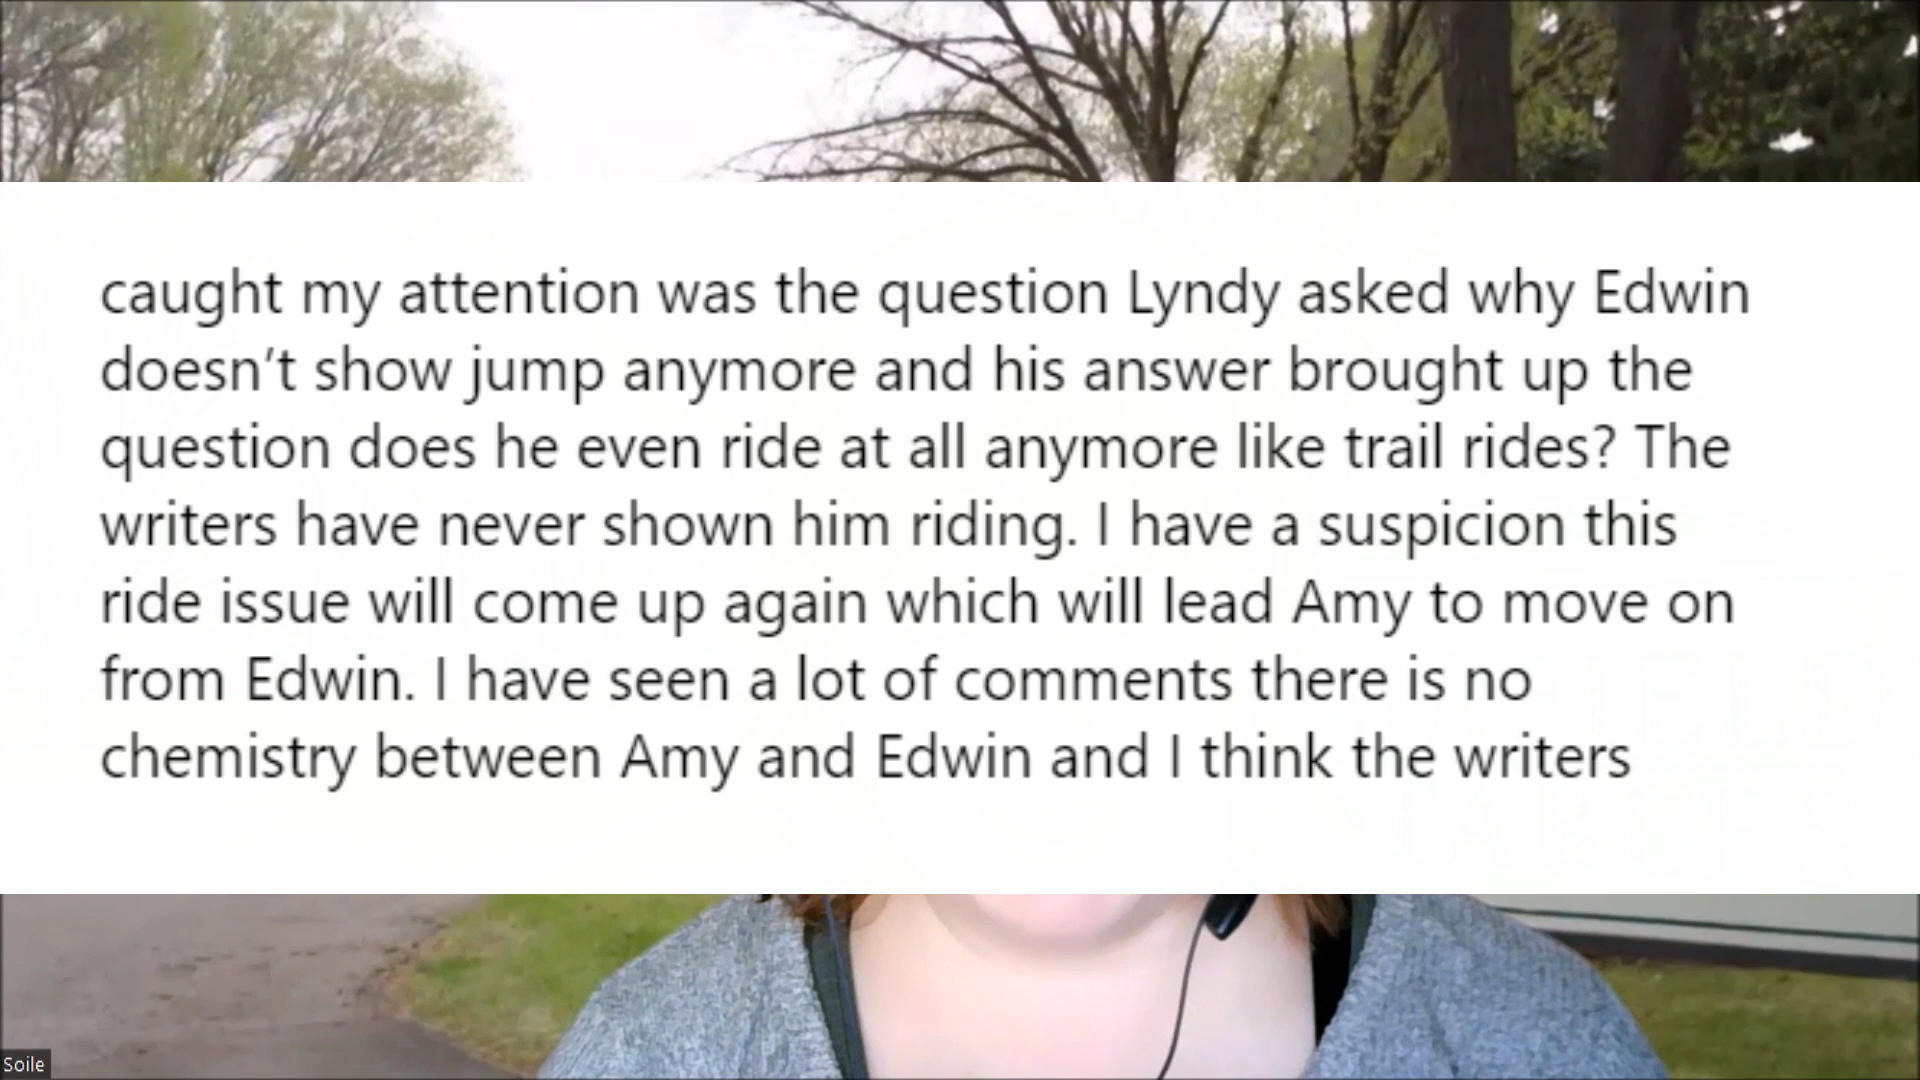 caught my attention was the question Lyndy asked why Edwin
doesn’t show jump anymore and his answer brought up the
question does he even ride at all anymore like trail rides? The
writers have never shown him riding. I have a suspicion this
ride issue will come up again which will lead Amy to move on
from Edwin. I have seen a lot of comments there is no
chemistry between Amy and Edwin and I think the writers
Soile